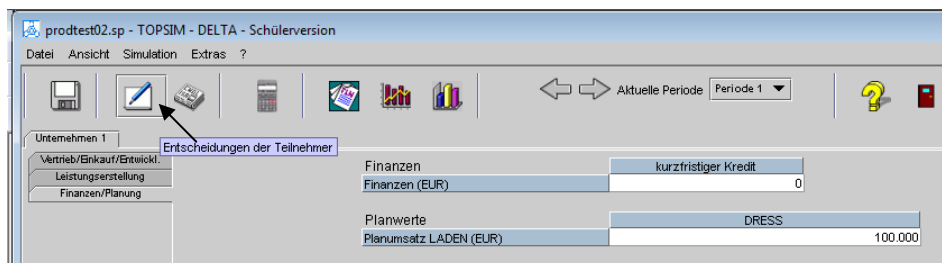 prodtest02.sp - TOPSIM - DELTA - Schülerversion
Datei Ansicht Simulation Extras ?
Aktuelle Periode Periode 1
Unternehmen 1
Entscheidungen der Teilnehmer
Vertrieb/Einkauf/Entwickl.
Leistungserstellung
Finanzen/Planung
Finanzen kurzfristiger Kredit
Finanzen (EUR) 0
Planwerte DRESS
Planumsatz LADEN (EUR) 100.000